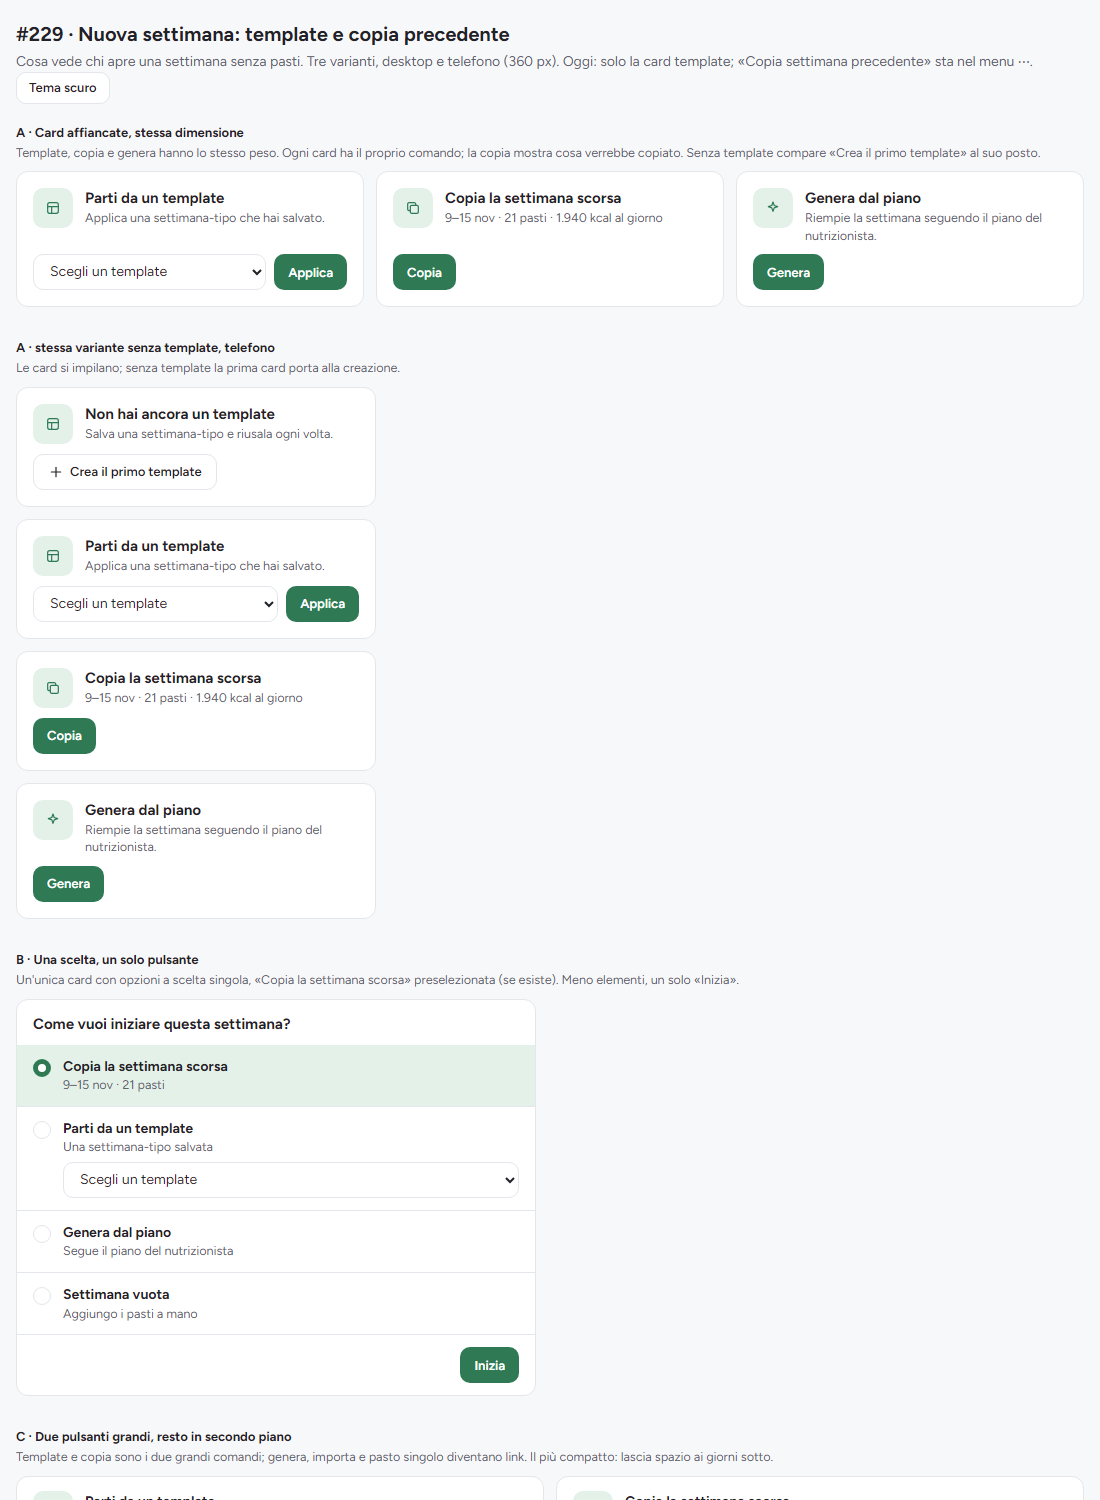 #229 · Nuova settimana: template e copia precedente
Cosa vede chi apre una settimana senza pasti. Tre varianti, desktop e telefono (360 px). Oggi: solo la card template; «Copia settimana precedente» sta nel menu ···.
Tema scuro
A · Card affiancate, stessa dimensione
Template, copia e genera hanno lo stesso peso. Ogni card ha il proprio comando; la copia mostra cosa verrebbe copiato. Senza template compare «Crea il primo template» al suo posto.
Parti da un template
Applica una settimana-tipo che hai salvato.
Scegli un template
Applica
Copia la settimana scorsa
9–15 nov · 21 pasti · 1.940 kcal al giorno
Copia
Genera dal piano
Riempie la settimana seguendo il piano del
nutrizionista.
Genera
A · stessa variante senza template, telefono
Le card si impilano; senza template la prima card porta alla creazione.
Non hai ancora un template
Salva una settimana-tipo e riusala ogni volta.
+ Crea il primo template
Parti da un template
Applica una settimana-tipo che hai salvato.
Scegli un template
Applica
Copia la settimana scorsa
9–15 nov · 21 pasti · 1.940 kcal al giorno
Copia
Genera dal piano
Riempie la settimana seguendo il piano del
nutrizionista.
Genera
B · Una scelta, un solo pulsante
Un'unica card con opzioni a scelta singola, «Copia la settimana scorsa» preselezionata (se esiste). Meno elementi, un solo «Inizia».
Come vuoi iniziare questa settimana?
Copia la settimana scorsa
9–15 nov · 21 pasti
Parti da un template
Una settimana-tipo salvata
Scegli un template
Genera dal piano
Segue il piano del nutrizionista
Settimana vuota
Aggiungo i pasti a mano
Inizia
C · Due pulsanti grandi, resto in secondo piano
Template e copia sono i due grandi comandi; genera, importa e pasto singolo diventano link. Il più compatto: lascia spazio ai giorni sotto.
Parti da un template
Copia la settimana scorsa